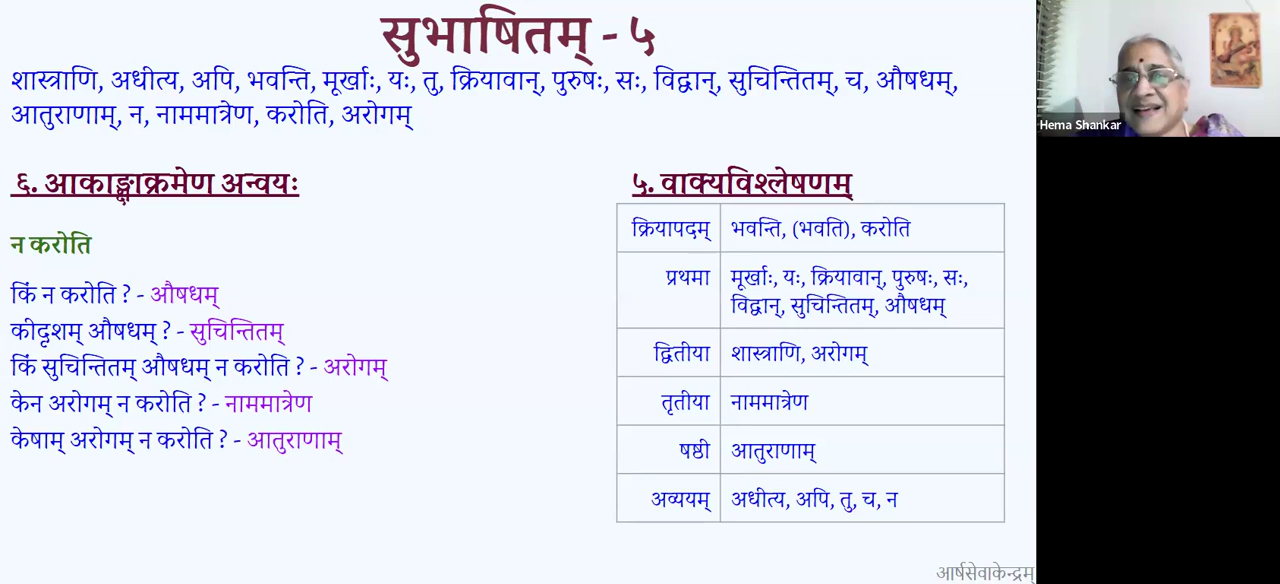 सुभाषितम् - ५
शास्त्राणि, अधीत्य, अपि, भवन्ति, मूर्खाः, यः, तु, क्रियावान्, पुरुषः, सः, विद्वान्, सुचिन्तितम्, च, औषधम्,
आतुराणाम्, न, नाममात्रेण, करोति, अरोगम्
Hema Shankar
६. आकाङ्क्षाक्रमेण अन्वयः
न करोति
किं न करोति ? - औषधम्
कीदृशम् औषधम् ? - सुचिन्तितम्
किं सुचिन्तितम् औषधम् न करोति ? - अरोगम्
केन अरोगम् न करोति ? - नाममात्रेण
केषाम् अरोगम् न करोति ? - आतुराणाम्
५. वाक्यविश्लेषणम्
क्रियापदम् भवन्ति, (भवति), करोति
प्रथमा मूर्खाः, यः, क्रियावान्, पुरुषः, सः,
विद्वान्, सुचिन्तितम्, औषधम्
द्वितीया शास्त्राणि, अरोगम्
तृतीया नाममात्रेण
षष्ठी आतुराणाम्
अव्ययम् अधीत्य, अपि, तु, च, न
आर्षसेवाकेन्द्रम्